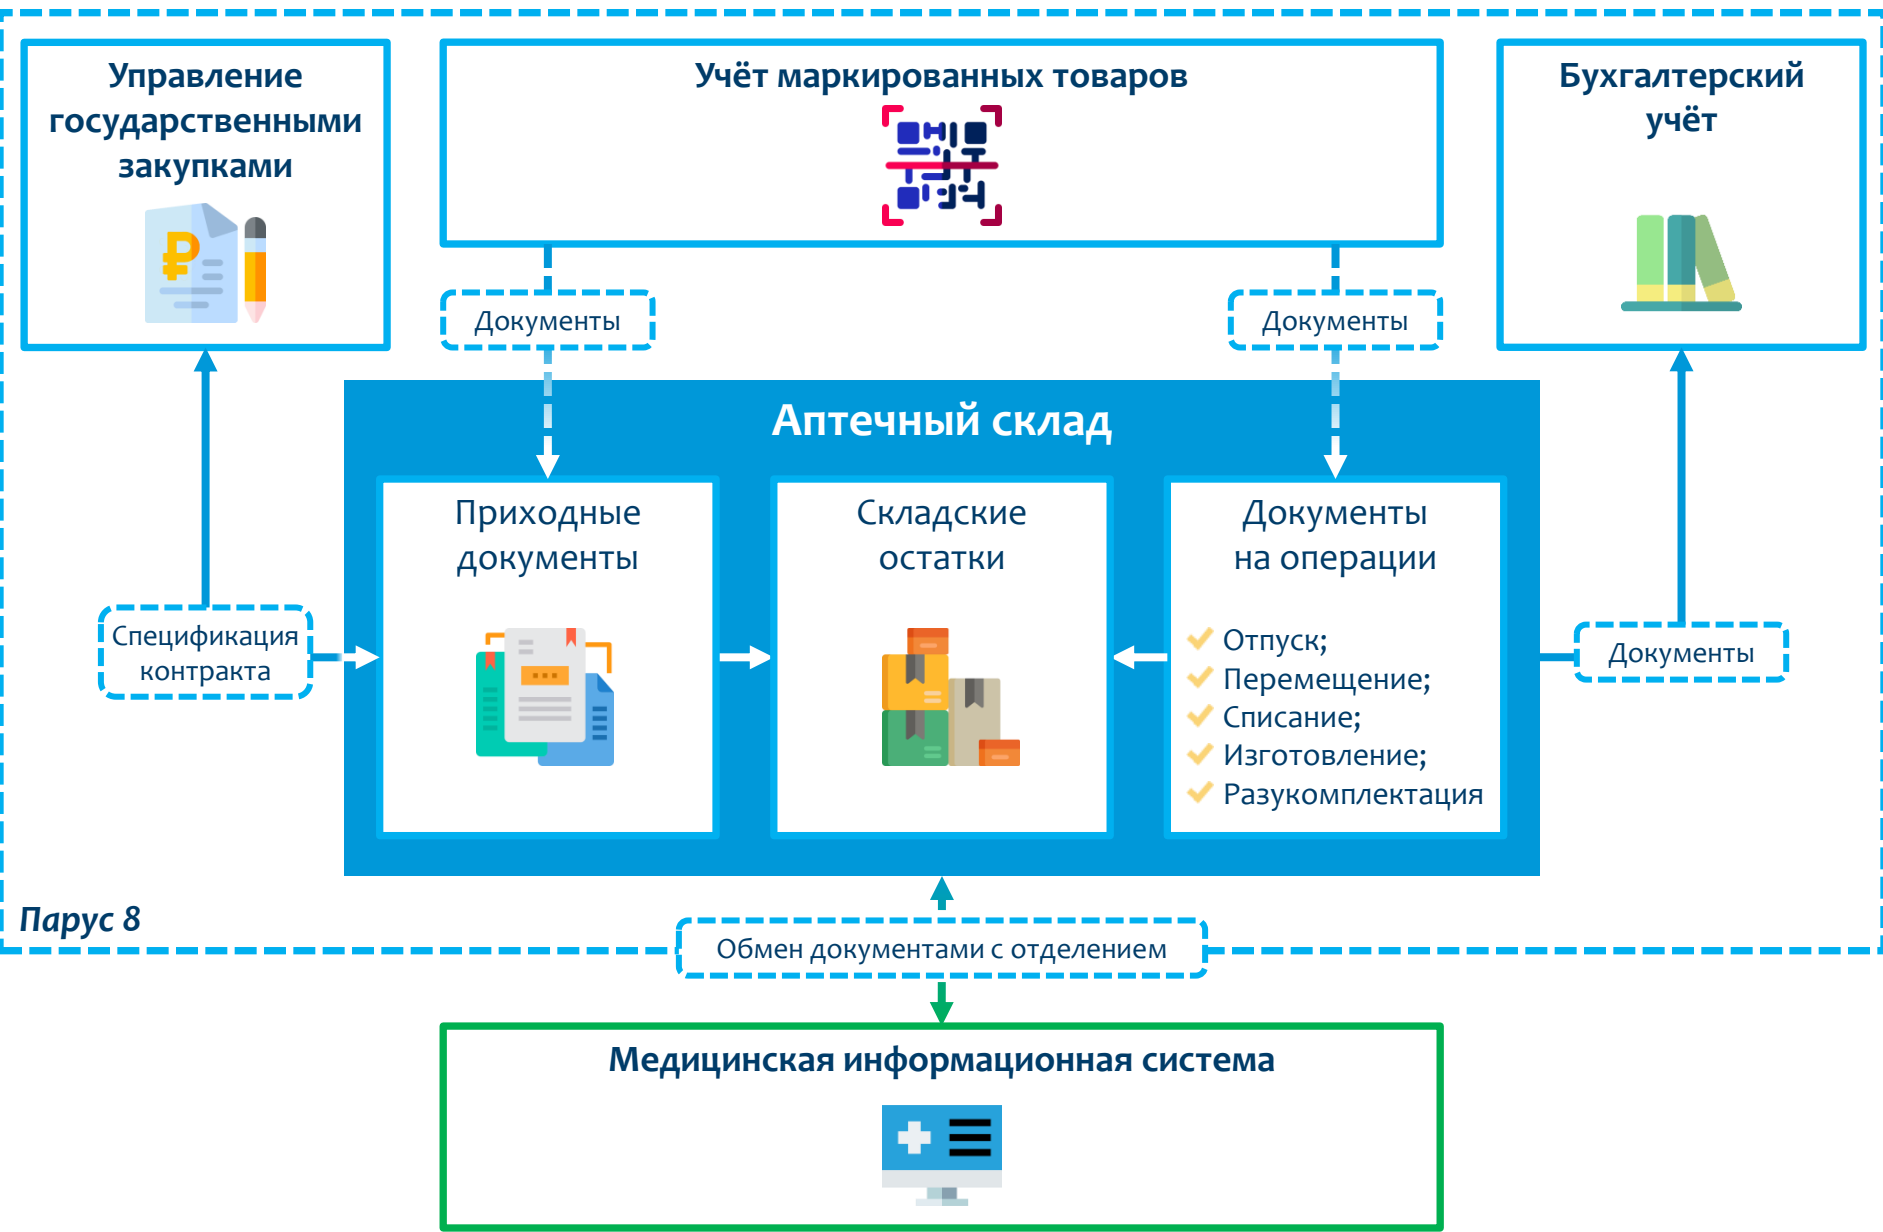 Управление
государственными
закупками
Учёт маркированных товаров
Бухгалтерский
учёт
Документы
Документы
Аптечный склад
Приходные
документы
Складские
остатки
Документы
на операции
Отпуск;
Перемещение;
Списание;
Изготовление;
Разукомплектация
Спецификация
контракта
Документы
Парус 8
Обмен документами с отделением
Медицинская информационная система